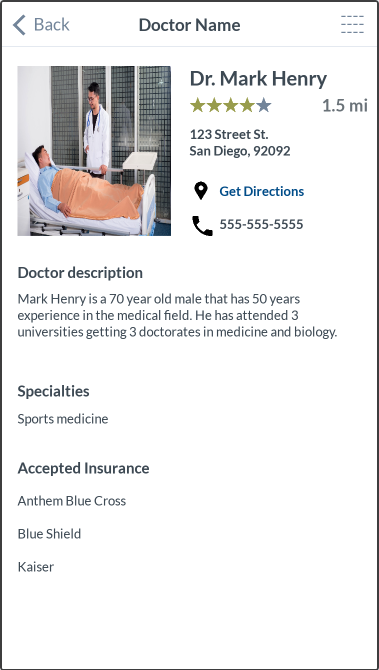 Back
Doctor Name
Dr. Mark Henry
1.5 mi
123 Street St.
San Diego, 92092
Get Directions
555-555-5555
Doctor description
Mark Henry is a 70 year old male that has 50 years
experience in the medical field. He has attended 3
universities getting 3 doctorates in medicine and biology.
Specialties
Sports medicine
Accepted Insurance
Anthem Blue Cross
Blue Shield
Kaiser